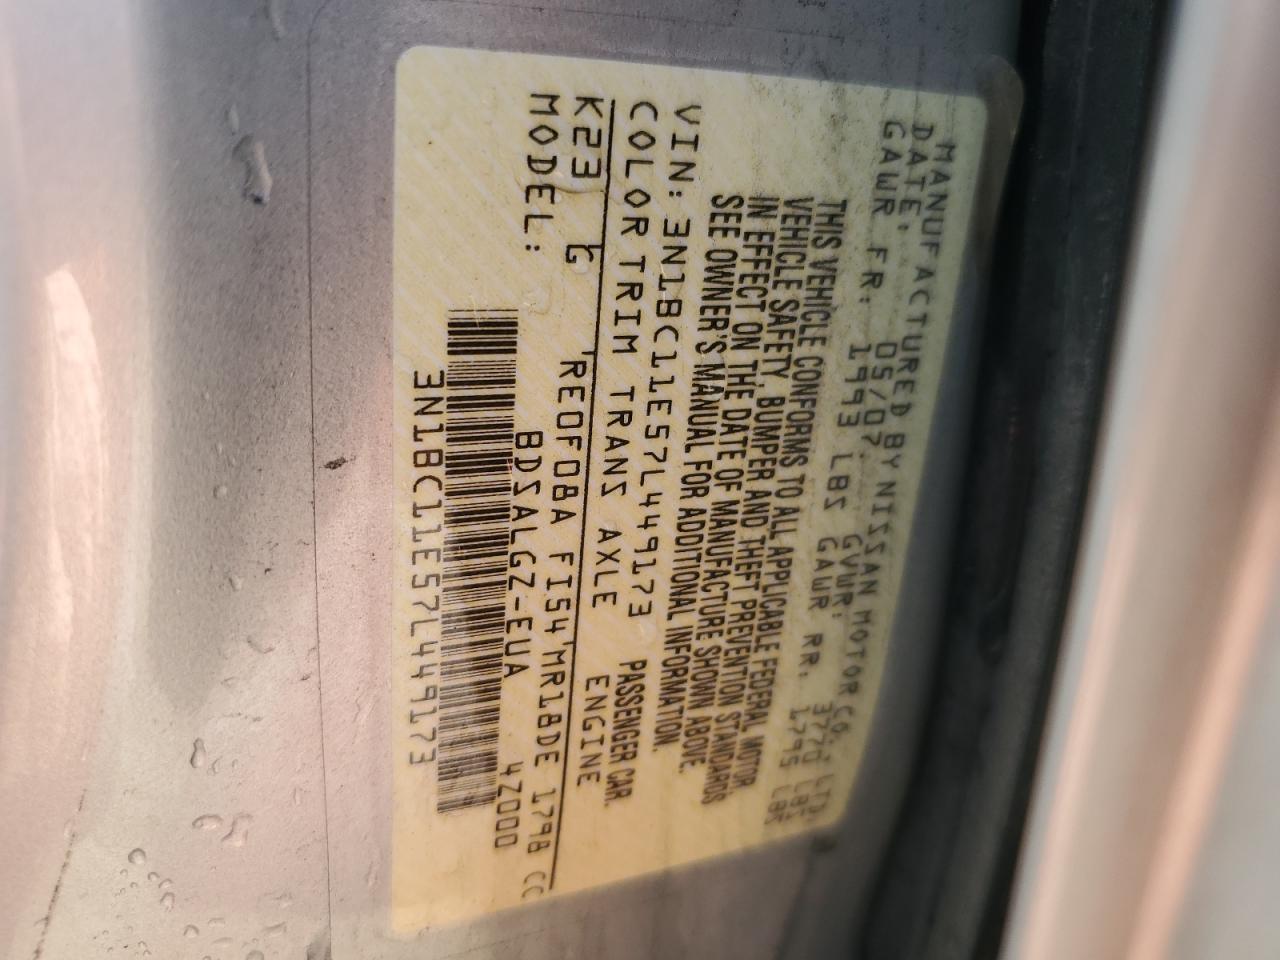 MANUFACTURED BY NISSAN MOTOR CO., LTD.
DATE: 05/07. GVWR: 3770 LBS
GAWR FR: 1993 LBS GAWR RR: 1795 LBS
THIS VEHICLE CONFORMS TO ALL APPLICABLE FEDERAL MOTOR
VEHICLE SAFETY, BUMPER AND THEFT PREVENTION STANDARDS
IN EFFECT ON THE DATE OF MANUFACTURE SHOWN ABOVE.
SEE OWNER'S MANUAL FOR ADDITIONAL INFORMATION.
VIN: 3N1BC11E57L449173 PASSENGER CAR.
COLOR TRIM TRANS AXLE ENGINE
K23 G RE0F08A FI54 MR18DE 1798 CC
MODEL: BDSALGZ-EUA 4Z000
3N1BC11E57L449173